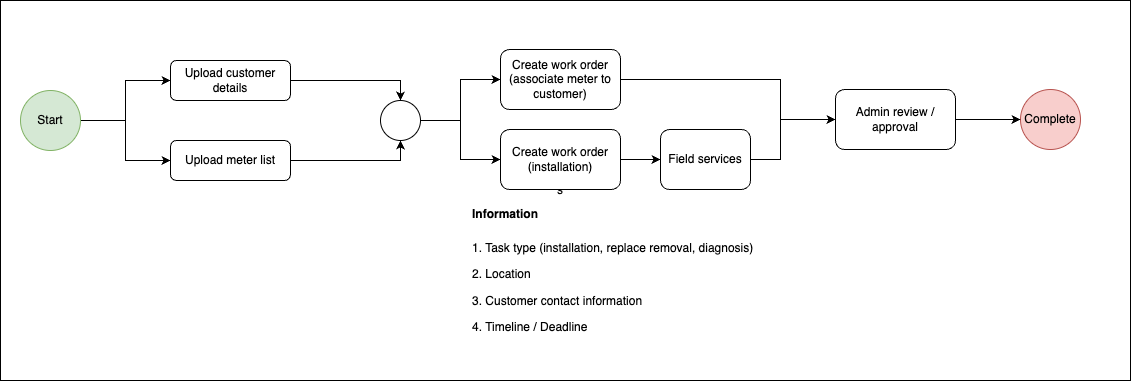 Start
Upload customer
details
Upload meter list
Create work order
(associate meter to
customer)
Create work order
(installation)
s
Field services
Admin review /
approval
Complete
Information
1. Task type (installation, replace removal, diagnosis)
2. Location
3. Customer contact information
4. Timeline / Deadline